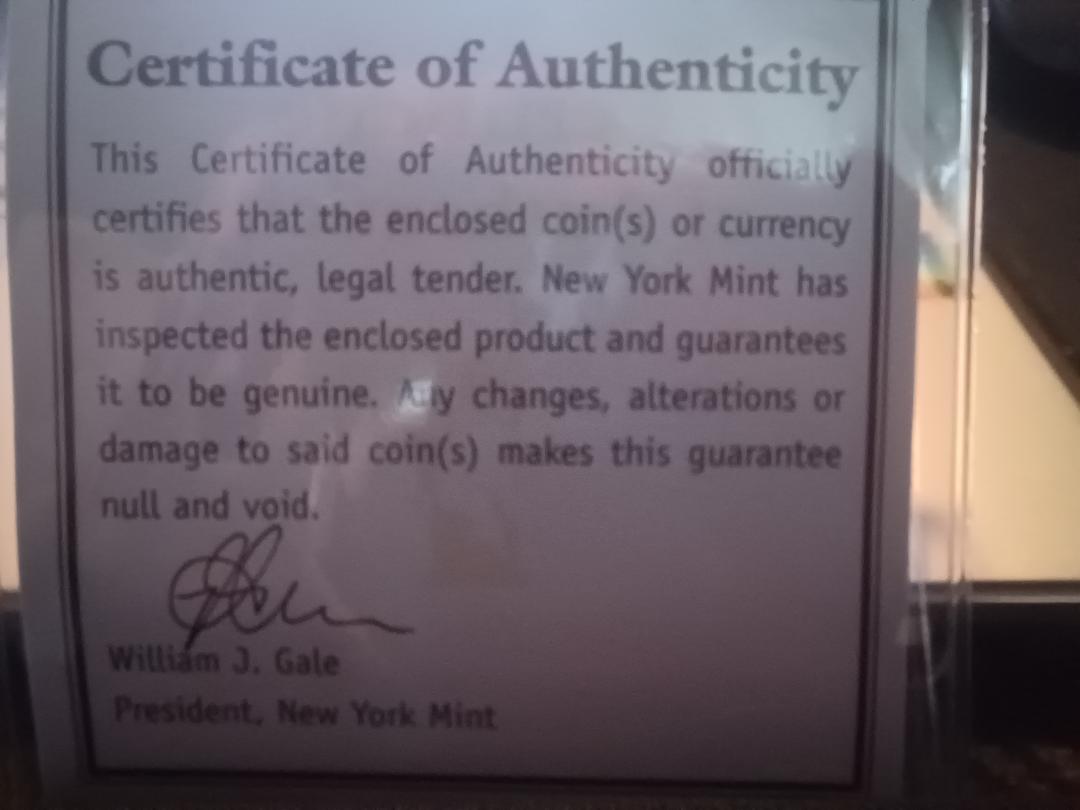 Certificate of Authenticity
This Certificate of Authenticity officially
certifies that the enclosed coin(s) or currency
is authentic, legal tender. New York Mint has
inspected the enclosed product and guarantees
it to be genuine. Any changes, alterations or
damage to said coin(s) makes this guarantee
null and void.
William J. Gale
President, New York Mint